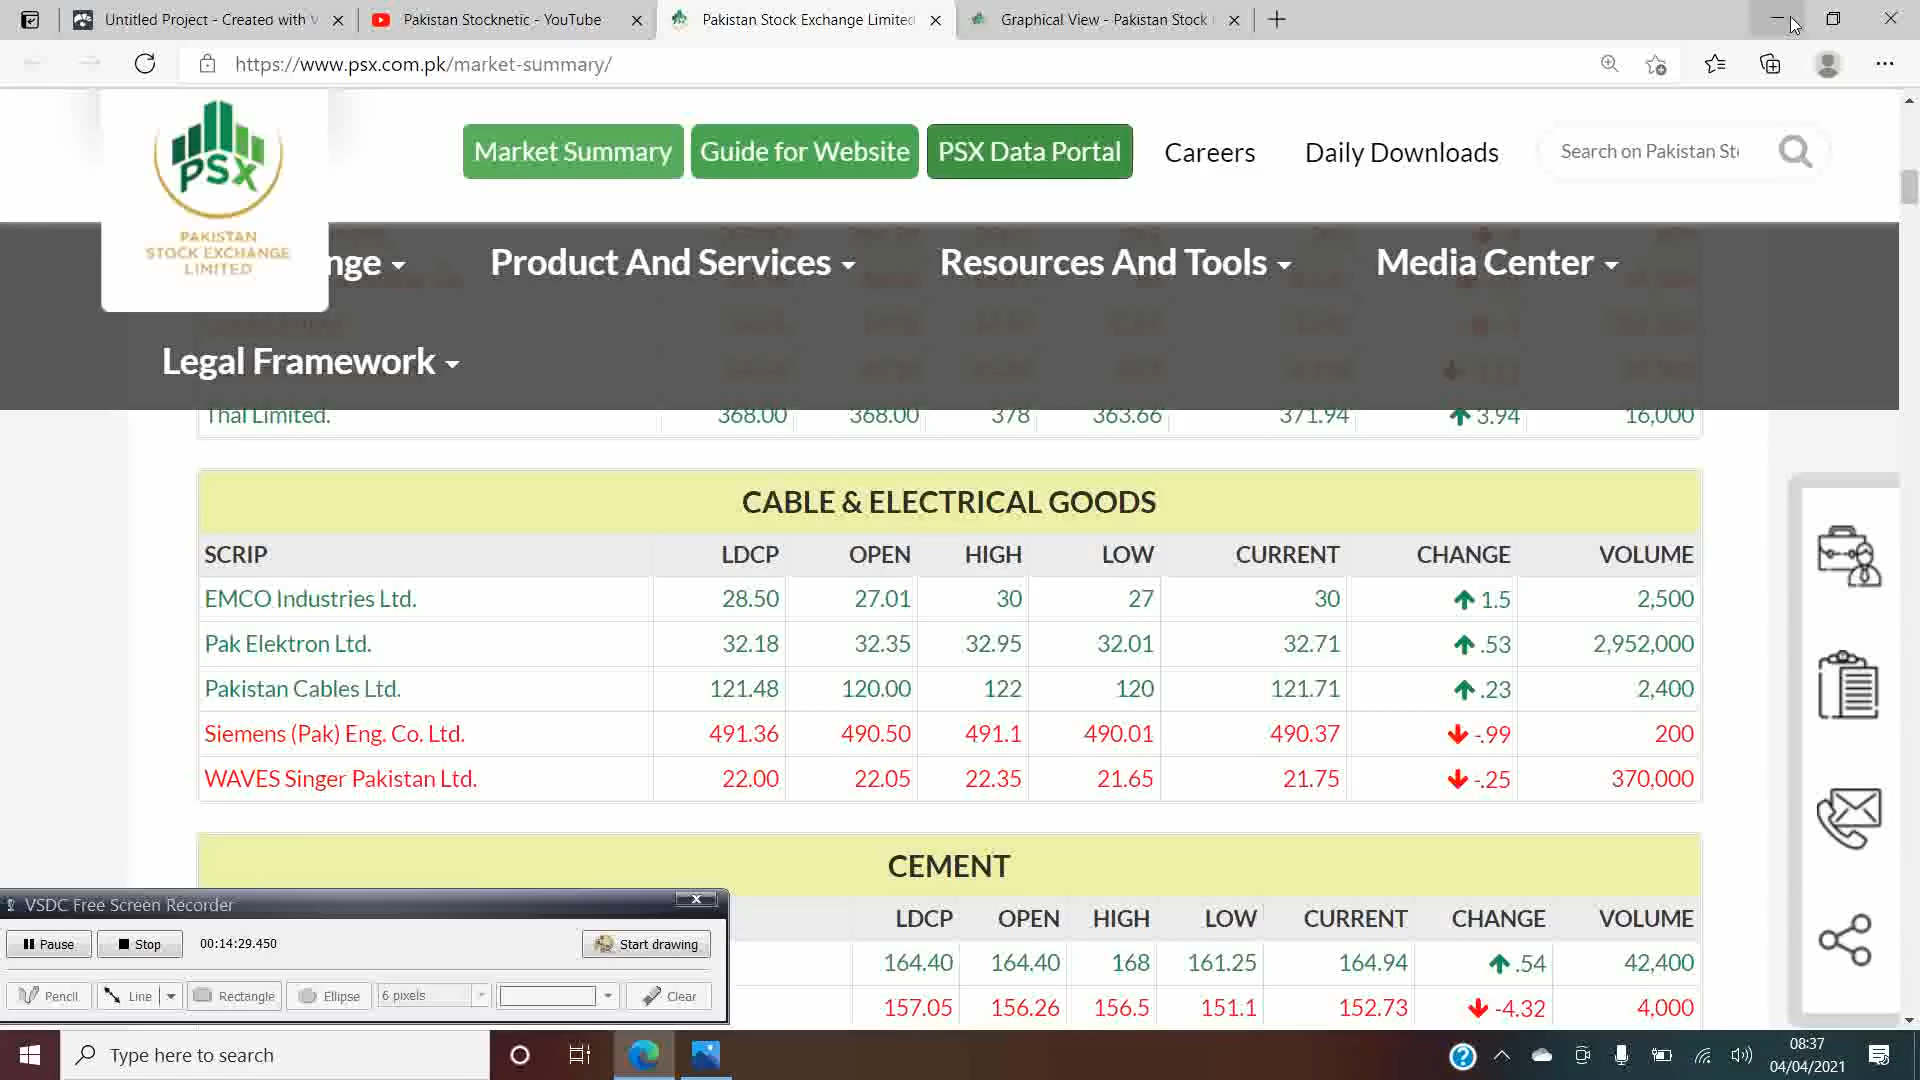 Untitled Project - Created with V
Pakistan Stocknetic - YouTube
Pakistan Stock Exchange Limited
Graphical View - Pakistan Stock
https://www.psx.com.pk/market-summary/
PSX
PAKISTAN
STOCK EXCHANGE
LIMITED
Market Summary
Guide for Website
PSX Data Portal
Careers
Daily Downloads
Search on Pakistan Sto
nge
Product And Services
Resources And Tools
Media Center
Legal Framework
Thal Limited. 368.00 368.00 378 363.66 371.94 3.94 16,000
CABLE & ELECTRICAL GOODS
SCRIP LDCP OPEN HIGH LOW CURRENT CHANGE VOLUME
EMCO Industries Ltd. 28.50 27.01 30 27 30 1.5 2,500
Pak Elektron Ltd. 32.18 32.35 32.95 32.01 32.71 .53 2,952,000
Pakistan Cables Ltd. 121.48 120.00 122 120 121.71 .23 2,400
Siemens (Pak) Eng. Co. Ltd. 491.36 490.50 491.1 490.01 490.37 -.99 200
WAVES Singer Pakistan Ltd. 22.00 22.05 22.35 21.65 21.75 -.25 370,000
CEMENT
LDCP OPEN HIGH LOW CURRENT CHANGE VOLUME
164.40 164.40 168 161.25 164.94 .54 42,400
157.05 156.26 156.5 151.1 152.73 -4.32 4,000
VSDC Free Screen Recorder
Pause Stop 00:14:29.450 Start drawing
Pencil Line Rectangle Ellipse 6 pixels Clear
Type here to search
08:37
04/04/2021